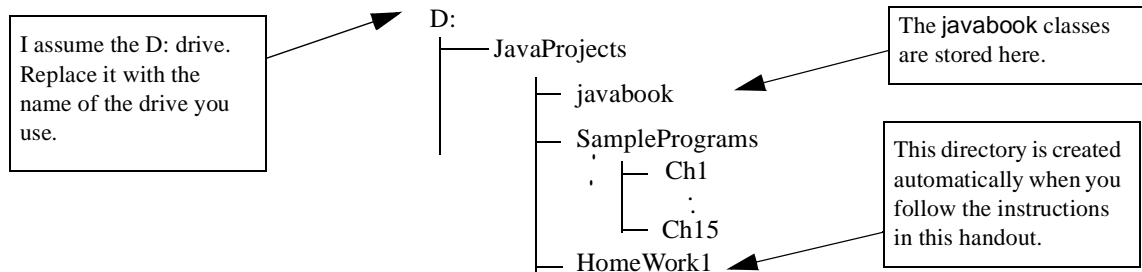 I assume the D: drive.
Replace it with the
name of the drive you
use.
D:
JavaProjects
javabook
SamplePrograms
Ch1
Ch15
HomeWork1
The javabook classes
are stored here.
This directory is created
automatically when you
follow the instructions
in this handout.